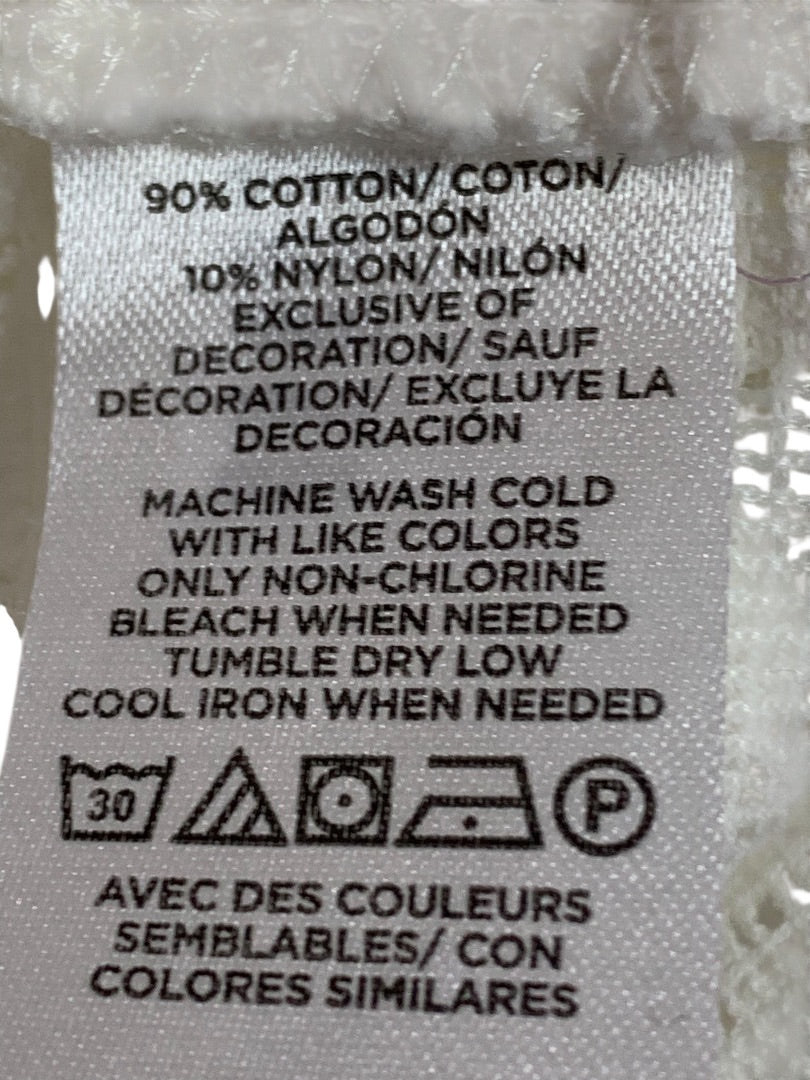 90% COTTON/ COTON/
ALGODÓN
10% NYLON/ NILÓN
EXCLUSIVE OF
DECORATION/ SAUF
DÉCORATION/ EXCLUYE LA
DECORACIÓN
MACHINE WASH COLD
WITH LIKE COLORS
ONLY NON-CHLORINE
BLEACH WHEN NEEDED
TUMBLE DRY LOW
COOL IRON WHEN NEEDED
30 P
AVEC DES COULEURS
SEMBLABLES/ CON
COLORES SIMILARES